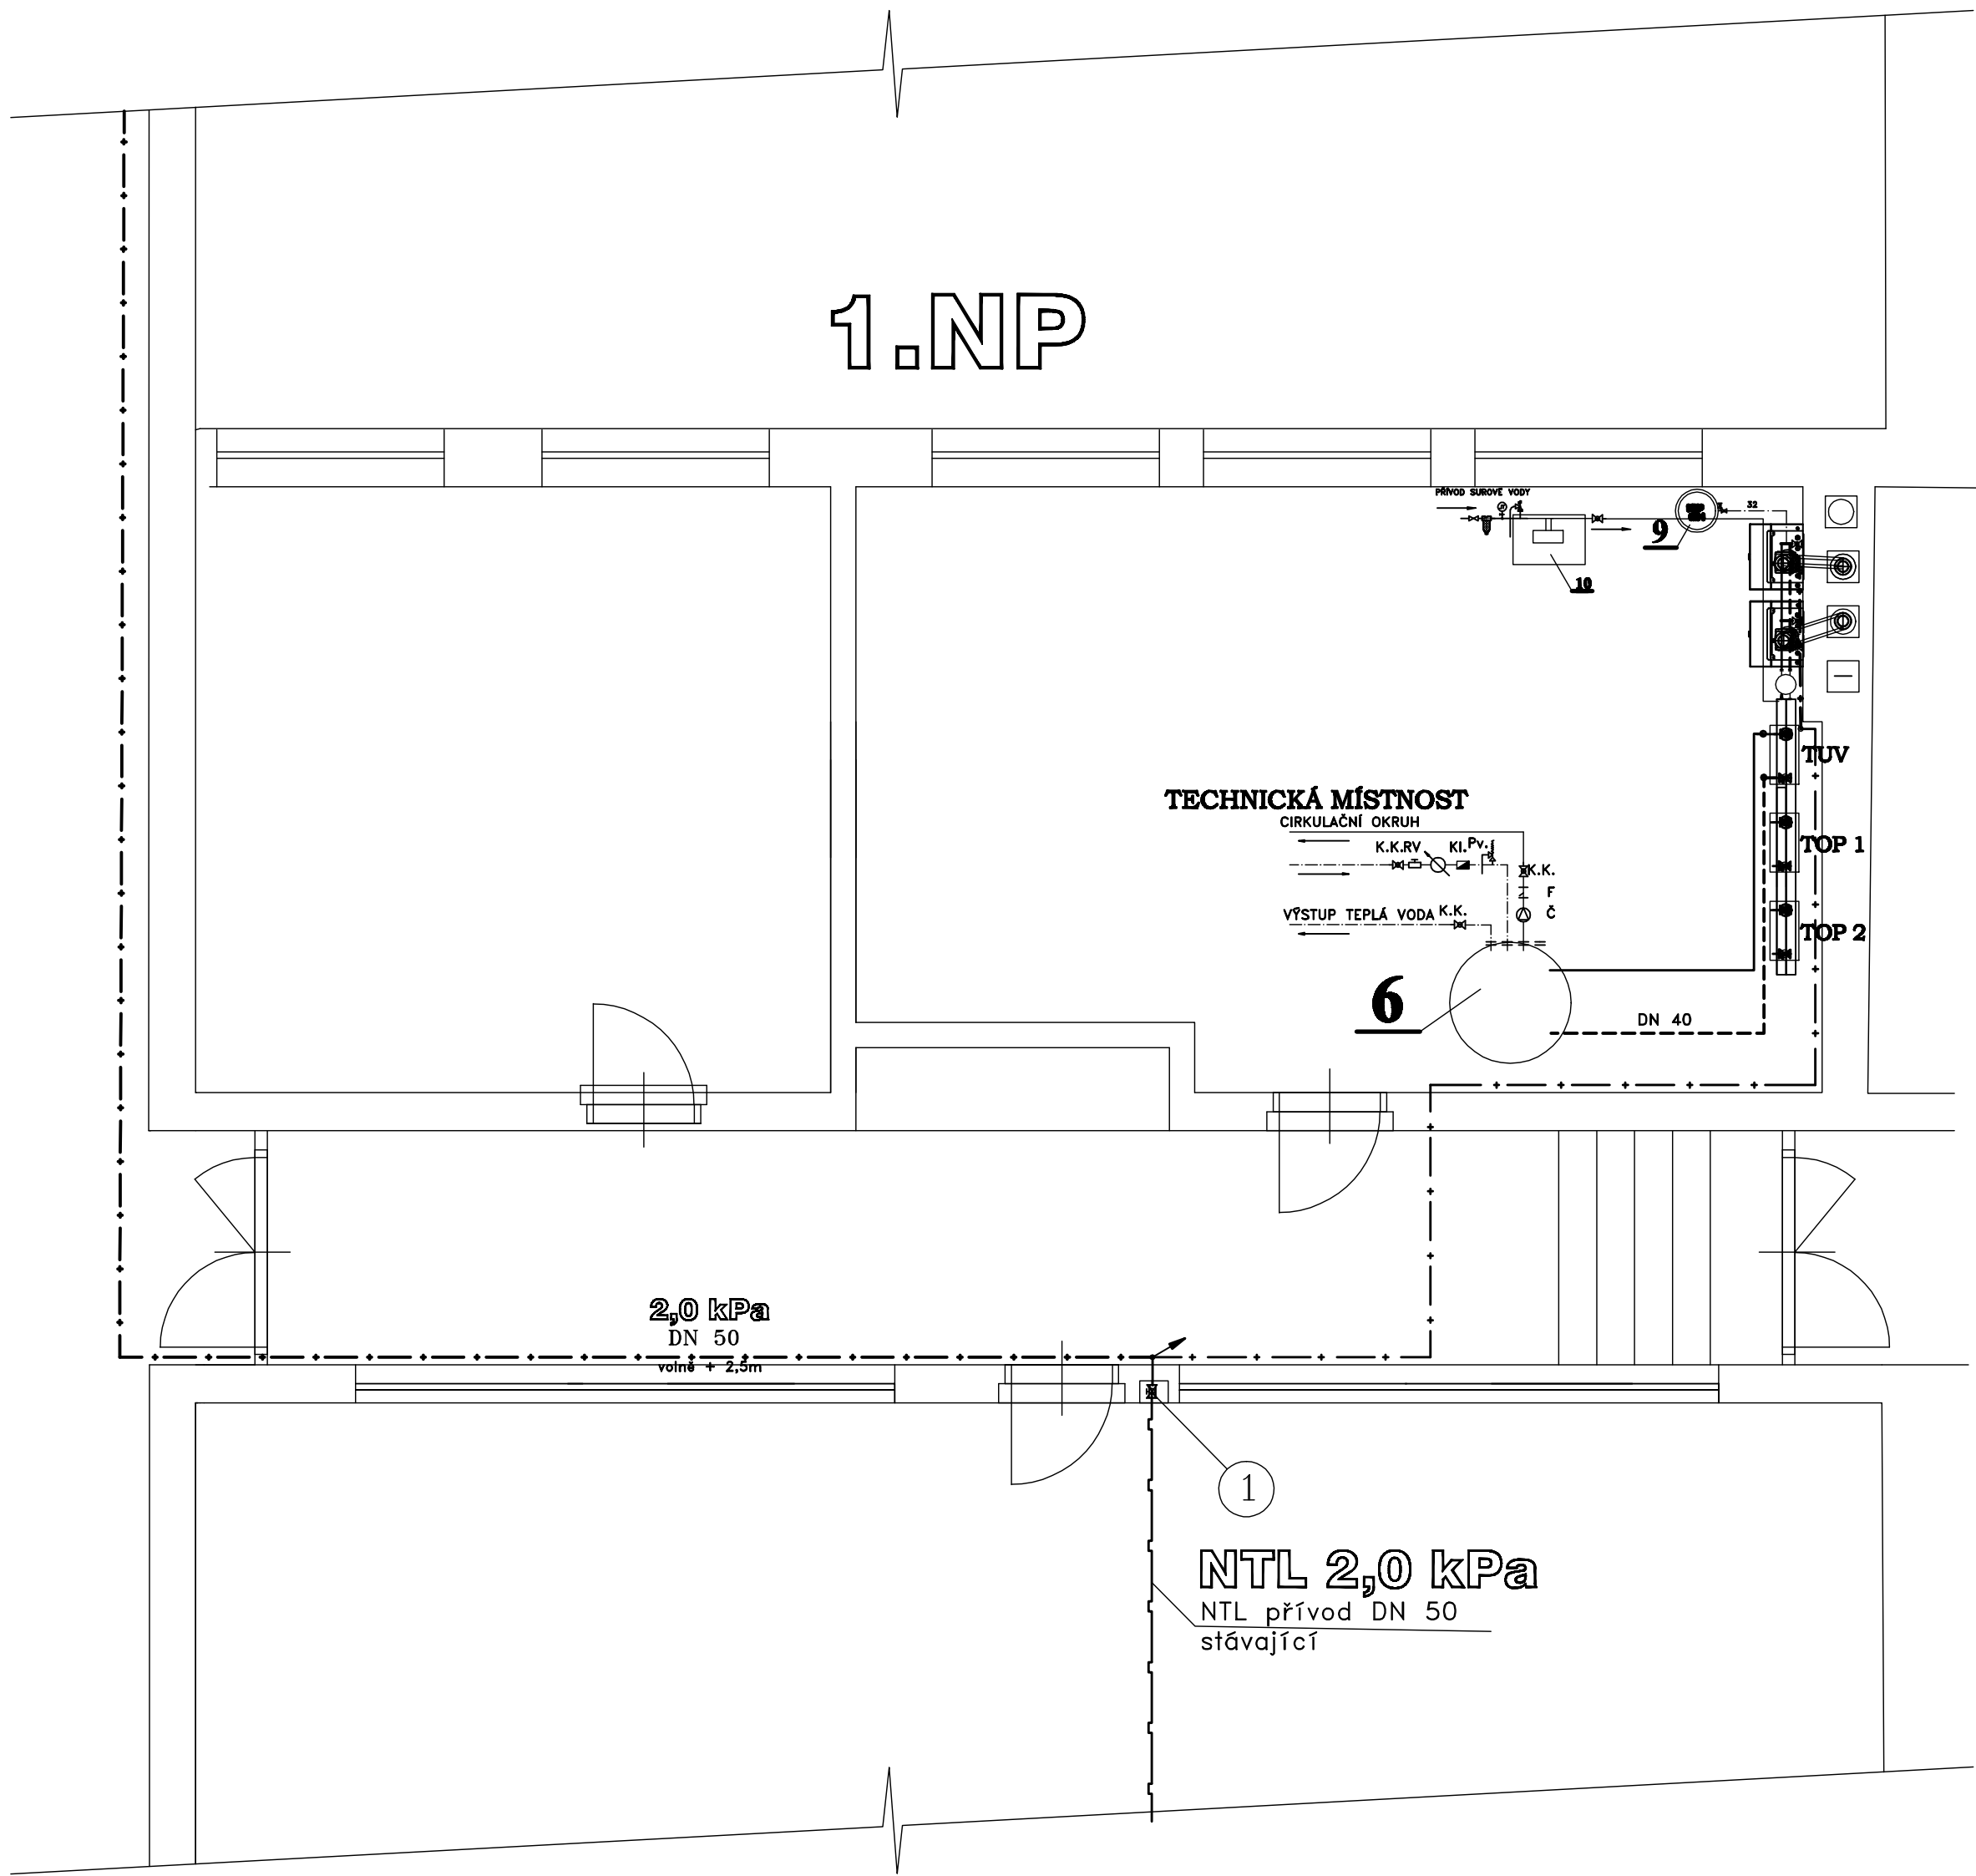 1.NP
PŘÍVOD SUROVÉ VODY
32
9
10
TUV
TECHNICKÁ MÍSTNOST
CIRKULAČNÍ OKRUH
K.K.RV
Kl.
Pv.
TOP 1
K.K.
F
Č
VÝSTUP TEPLÁ VODA
K.K.
TOP 2
6
DN 40
2,0 kPa
DN 50
volně + 2,5m
1
NTL 2,0 kPa
NTL přívod DN 50
stávající